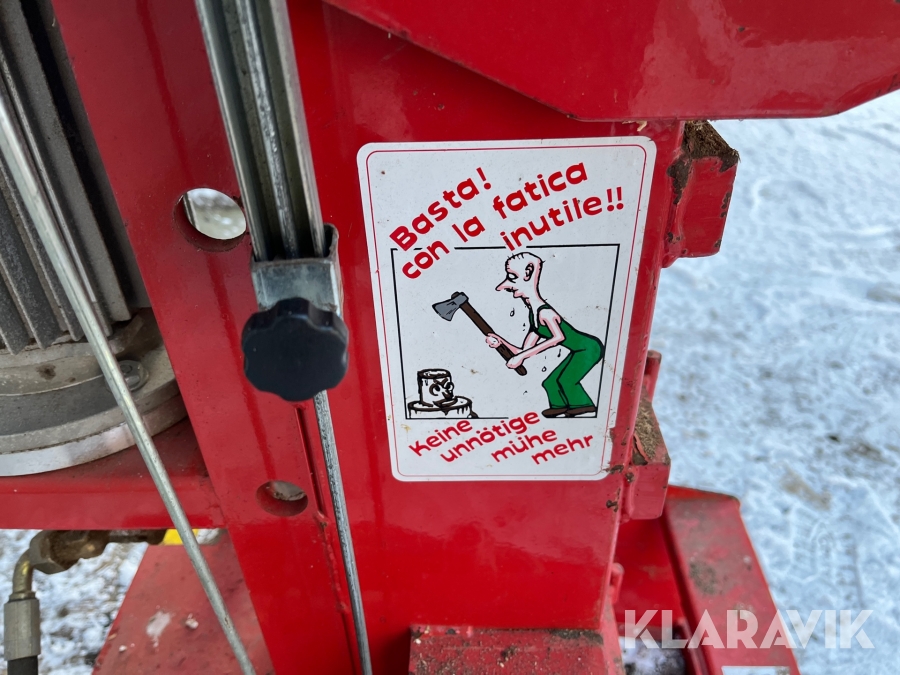 Basta!
con la fatica
inutile!!
Keine
unnötige
mühe
mehr
KLARAVIK